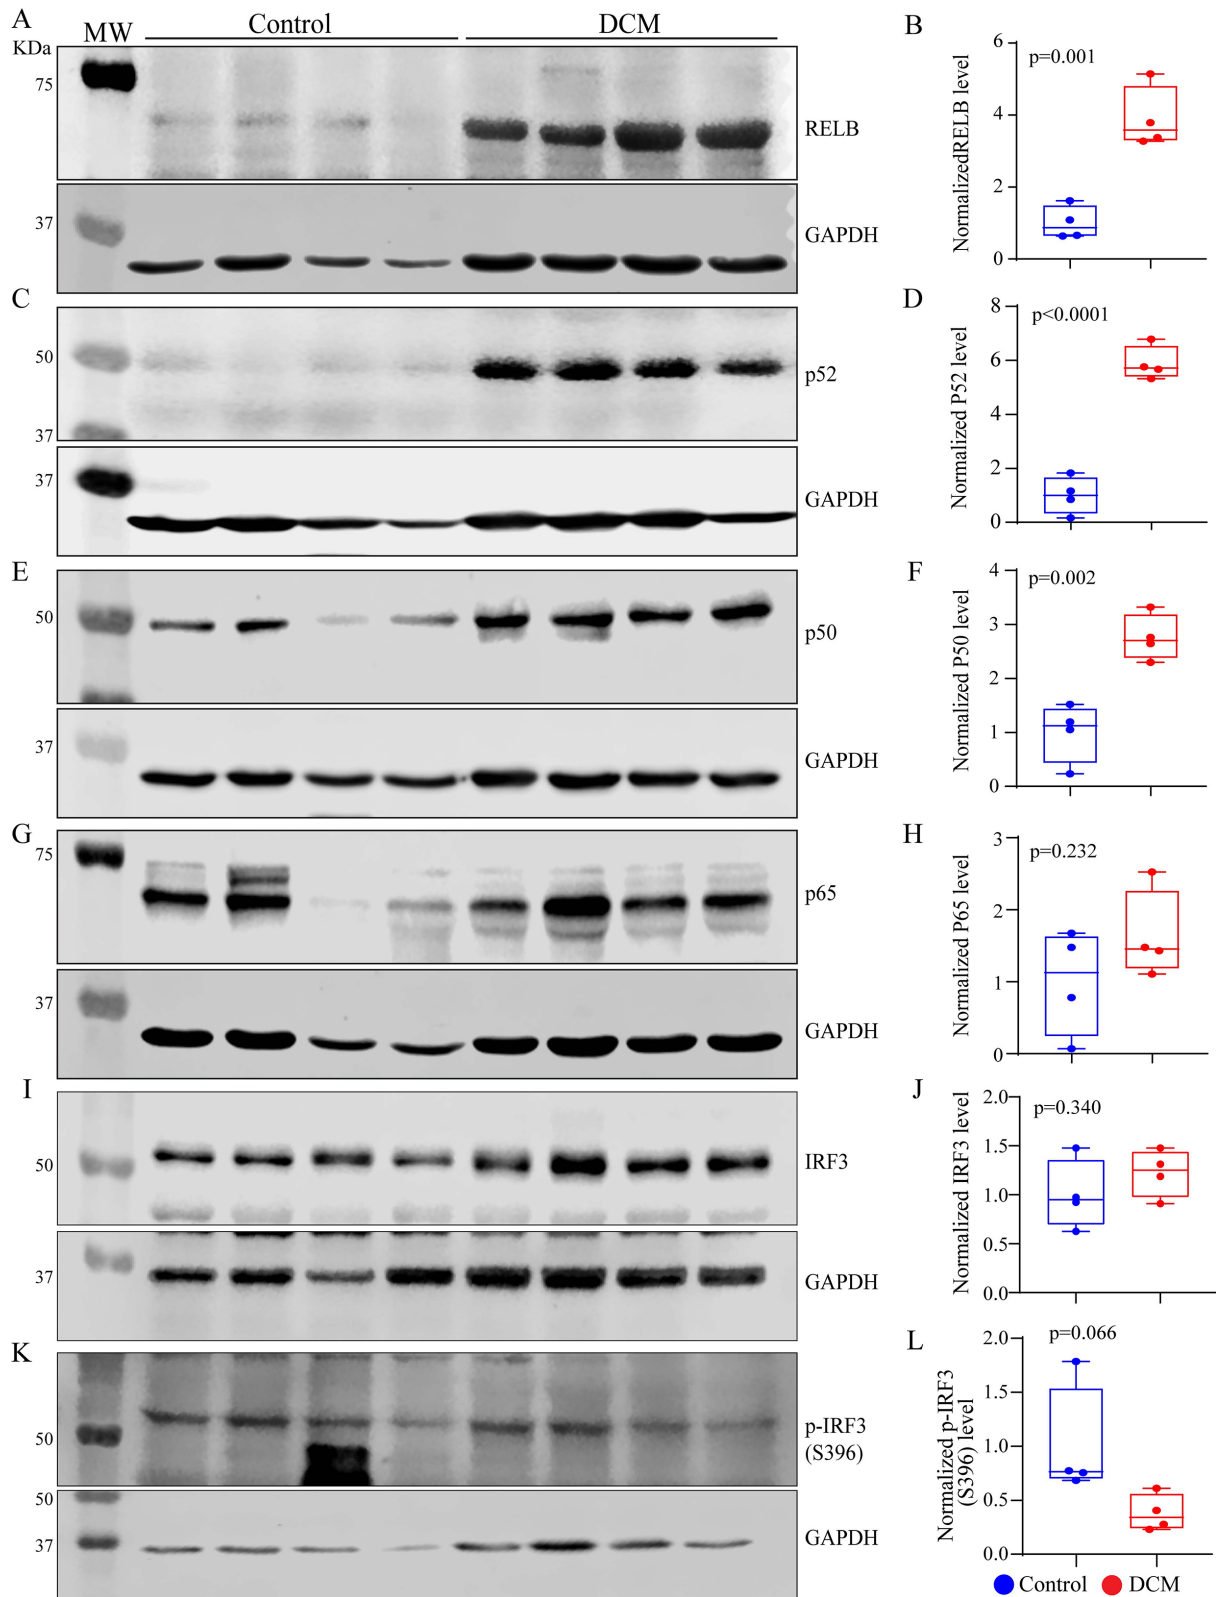 A
MW
Control
DCM
KDa
75
RELB
37
GAPDH
B
p=0.001
NormalizedRELB level
6
4
2
0
C
50
p52
37
37
GAPDH
D
p<0.0001
Normalized P52 level
8
6
4
2
0
E
50
p50
37
GAPDH
F
p=0.002
Normalized P50 level
4
3
2
1
0
G
75
p65
37
GAPDH
H
p=0.232
Normalized P65 level
3
2
1
0
I
50
IRF3
37
GAPDH
J
p=0.340
Normalized IRF3 level
2.0
1.5
1.0
0.5
0.0
K
50
p-IRF3
(S396)
50
37
GAPDH
L
p=0.066
Normalized p-IRF3
(S396) level
2.0
1.5
1.0
0.5
0.0
Control
DCM